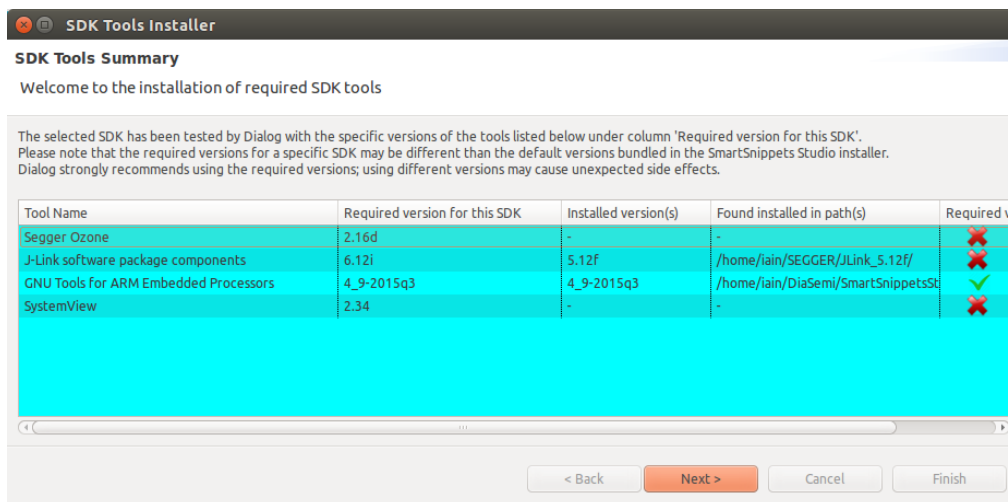 SDK Tools Installer
SDK Tools Summary
Welcome to the installation of required SDK tools
The selected SDK has been tested by Dialog with the specific versions of the tools listed below under column 'Required version for this SDK'.
Please note that the required versions for a specific SDK may be different than the default versions bundled in the SmartSnippets Studio installer.
Dialog strongly recommends using the required versions; using different versions may cause unexpected side effects.
Tool Name Required version for this SDK Installed version(s) Found installed in path(s) Required v
Segger Ozone 2.16d - -
J-Link software package components 6.12i 5.12f /home/iain/SEGGER/JLink_5.12f/
GNU Tools for ARM Embedded Processors 4_9-2015q3 4_9-2015q3 /home/iain/DiaSemi/SmartSnippetsSt
SystemView 2.34 - -
< Back Next > Cancel Finish